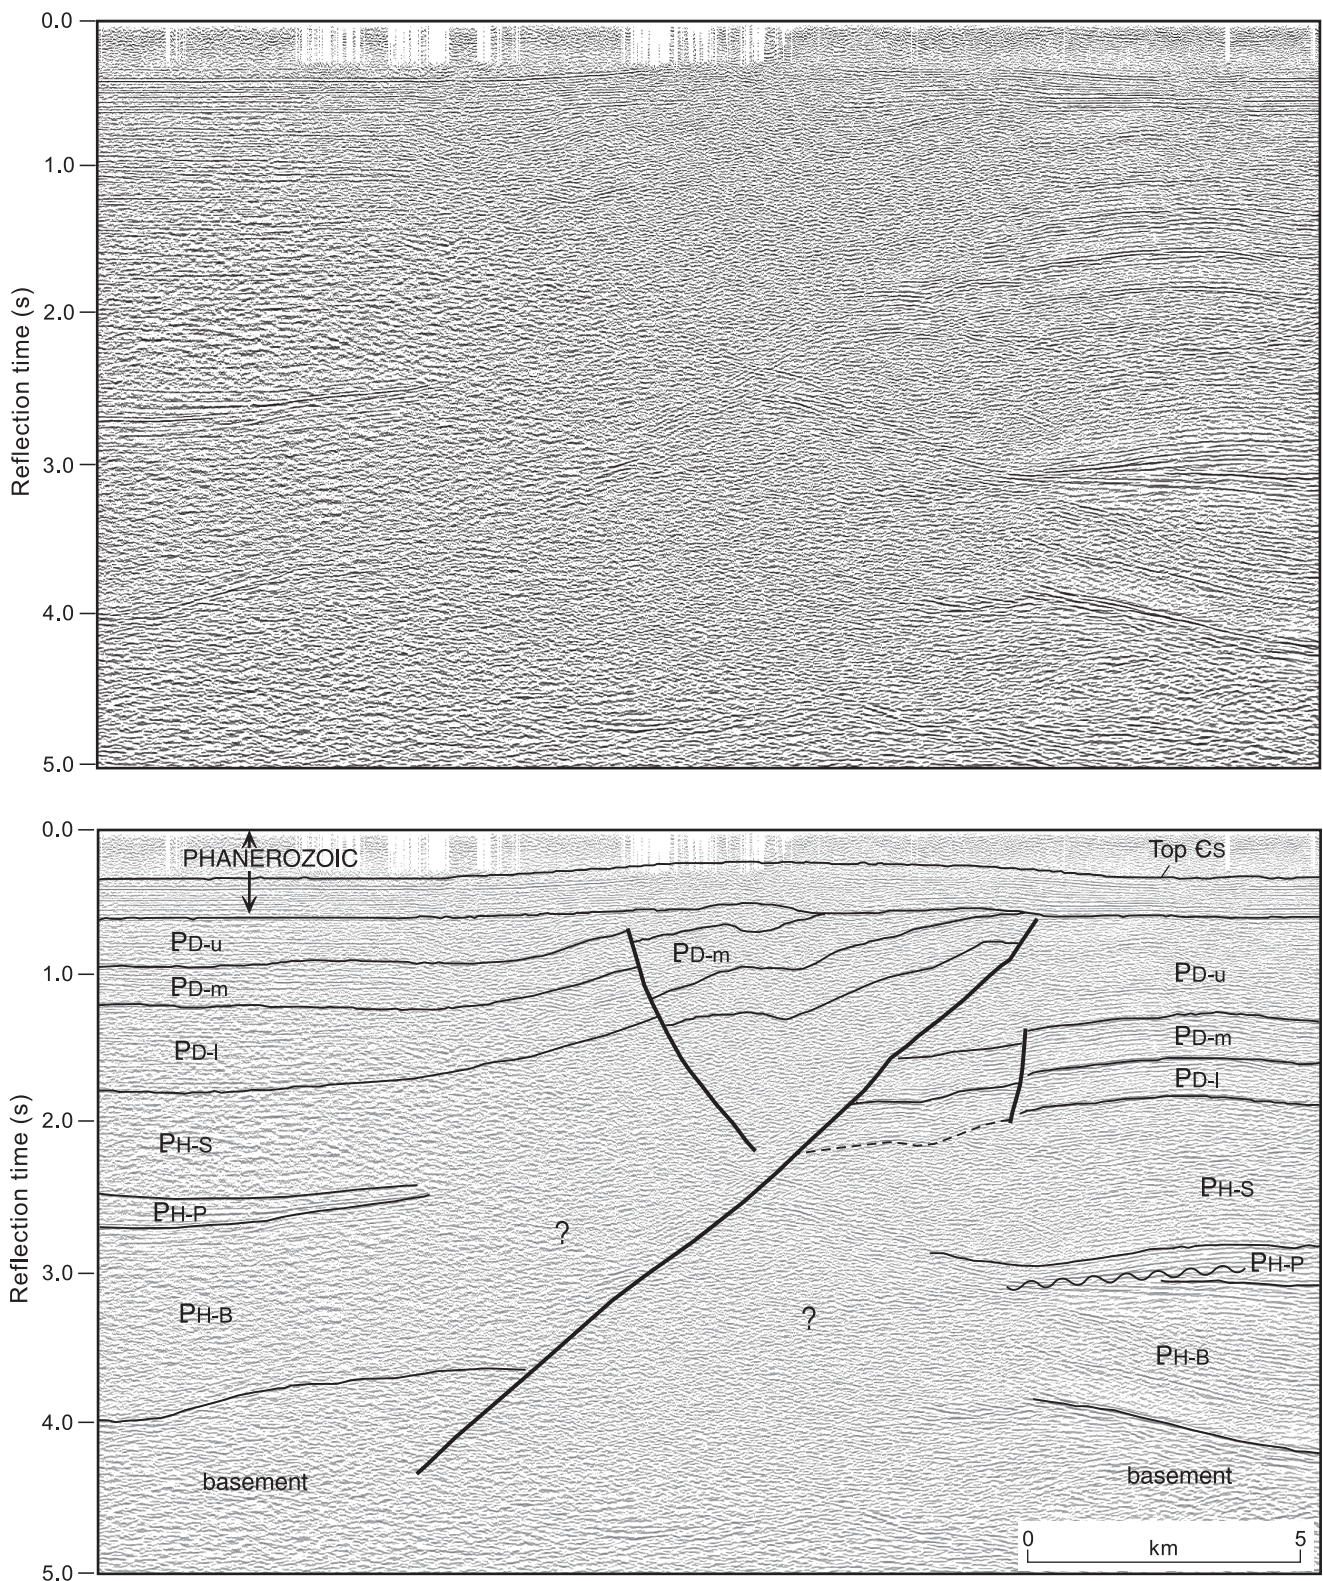 0.0
1.0
2.0
3.0
4.0
5.0
Reflection time (s)
0.0
1.0
2.0
3.0
4.0
5.0
Reflection time (s)
PHANEROZOIC
Top ЄS
PD-u
PD-m
PD-l
PH-S
PH-P
PH-B
basement
PD-m
?
?
PD-u
PD-m
PD-l
PH-S
PH-P
PH-B
basement
0 5
km